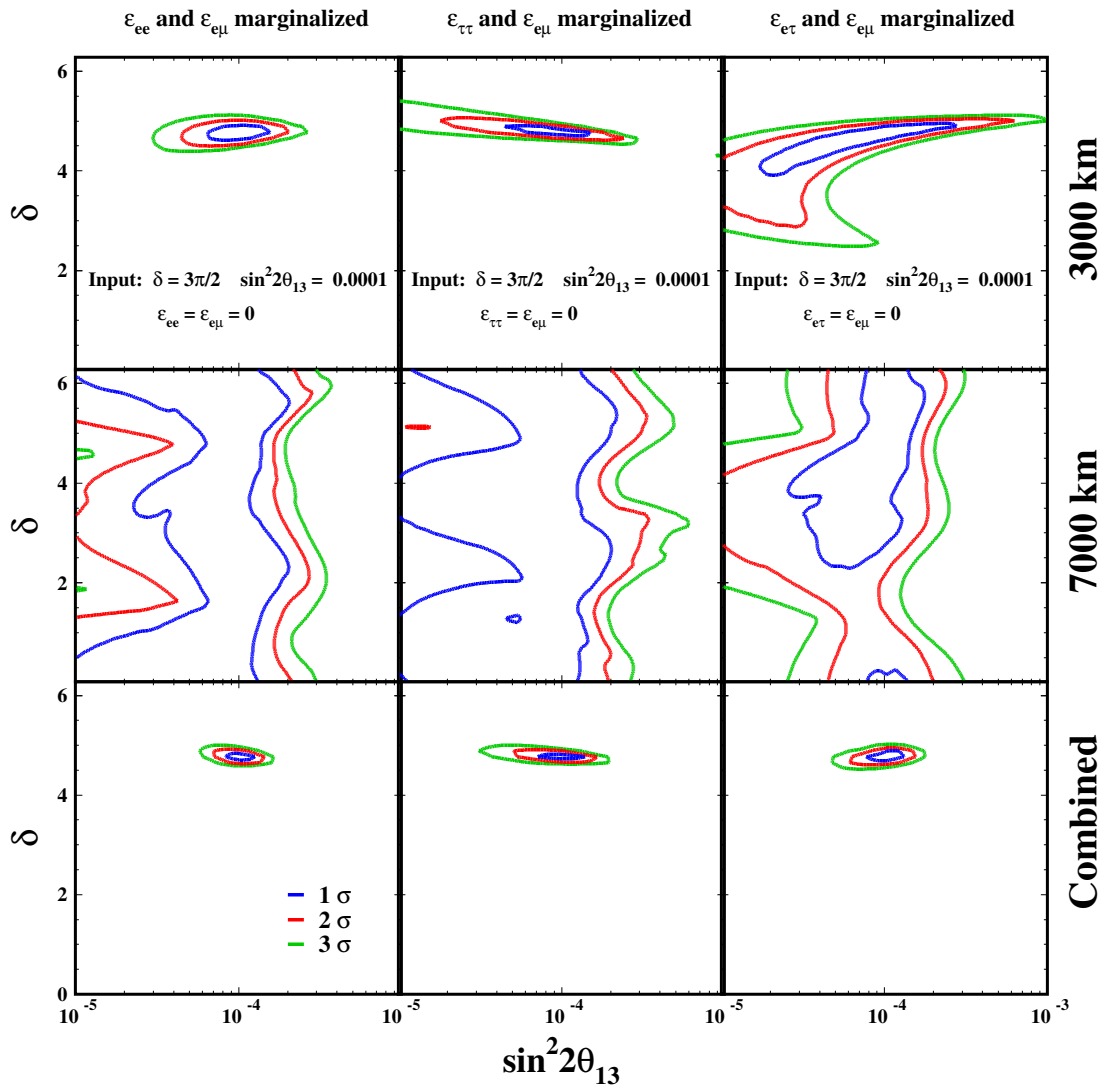 ε_ee and ε_eμ marginalized
ε_ττ and ε_eμ marginalized
ε_eτ and ε_eμ marginalized
6
4
2
δ
Input: δ = 3π/2 sin²2θ₁₃ = 0.0001
ε_ee = ε_eμ = 0
Input: δ = 3π/2 sin²2θ₁₃ = 0.0001
ε_ττ = ε_eμ = 0
Input: δ = 3π/2 sin²2θ₁₃ = 0.0001
ε_eτ = ε_eμ = 0
3000 km
6
4
2
δ
7000 km
6
4
2
0
δ
1 σ
2 σ
3 σ
Combined
10⁻⁵
10⁻⁴
10⁻⁵
10⁻⁴
10⁻⁵
10⁻⁴
10⁻³
sin²2θ₁₃